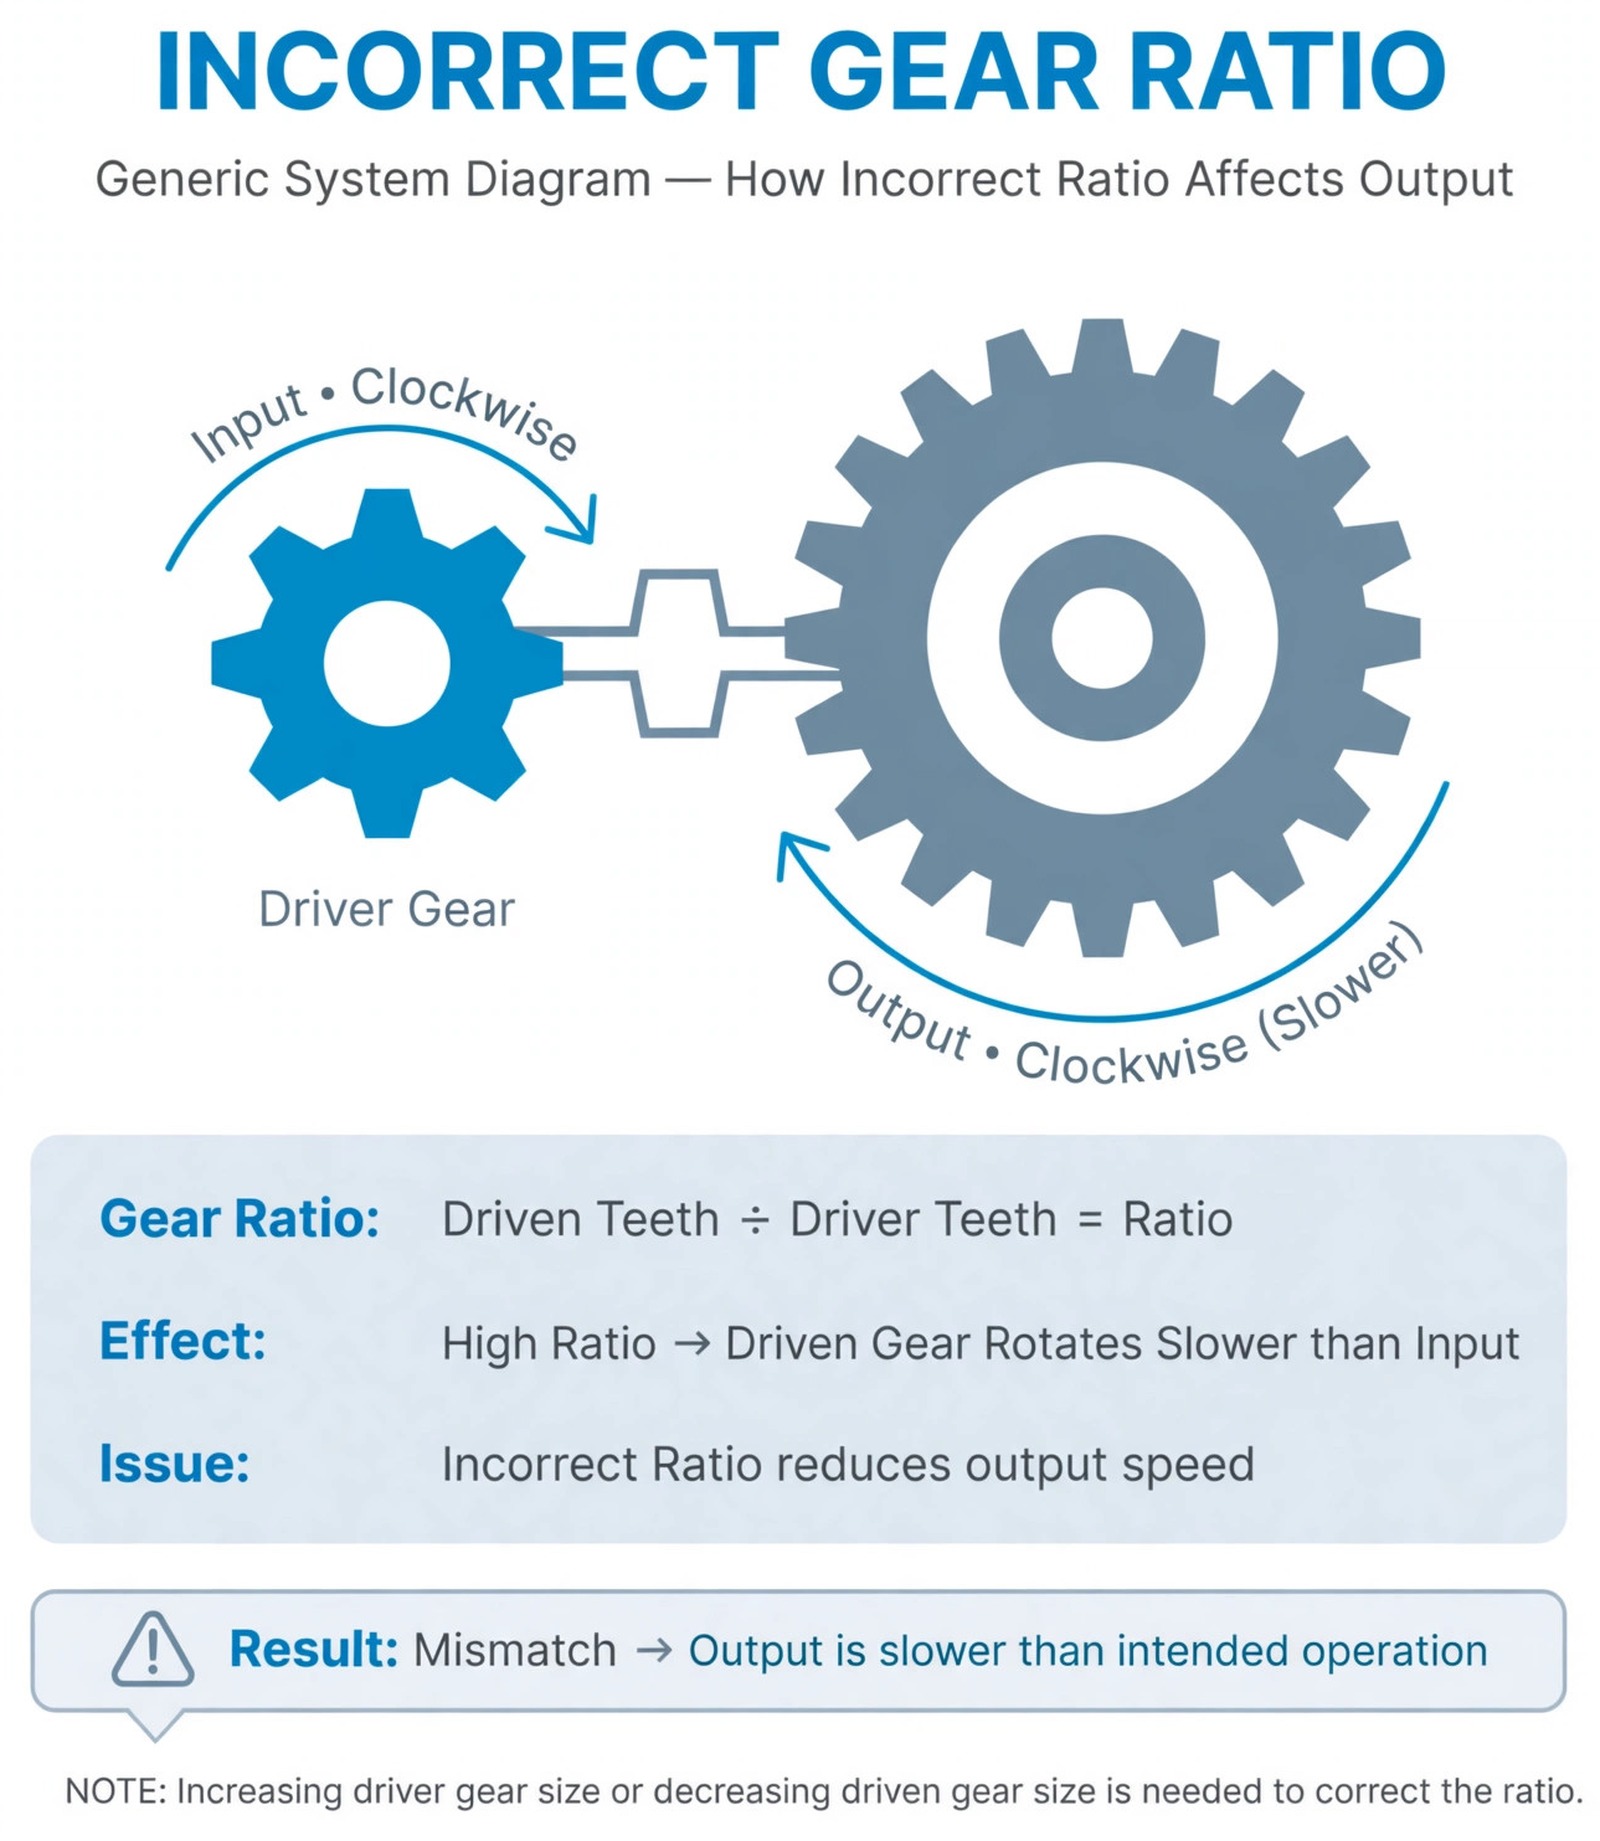 INCORRECT GEAR RATIO
Generic System Diagram — How Incorrect Ratio Affects Output
Input • Clockwise
Driver Gear
Output • Clockwise (Slower)
Gear Ratio: Driven Teeth ÷ Driver Teeth = Ratio
Effect: High Ratio → Driven Gear Rotates Slower than Input
Issue: Incorrect Ratio reduces output speed
Result: Mismatch → Output is slower than intended operation
NOTE: Increasing driver gear size or decreasing driven gear size is needed to correct the ratio.